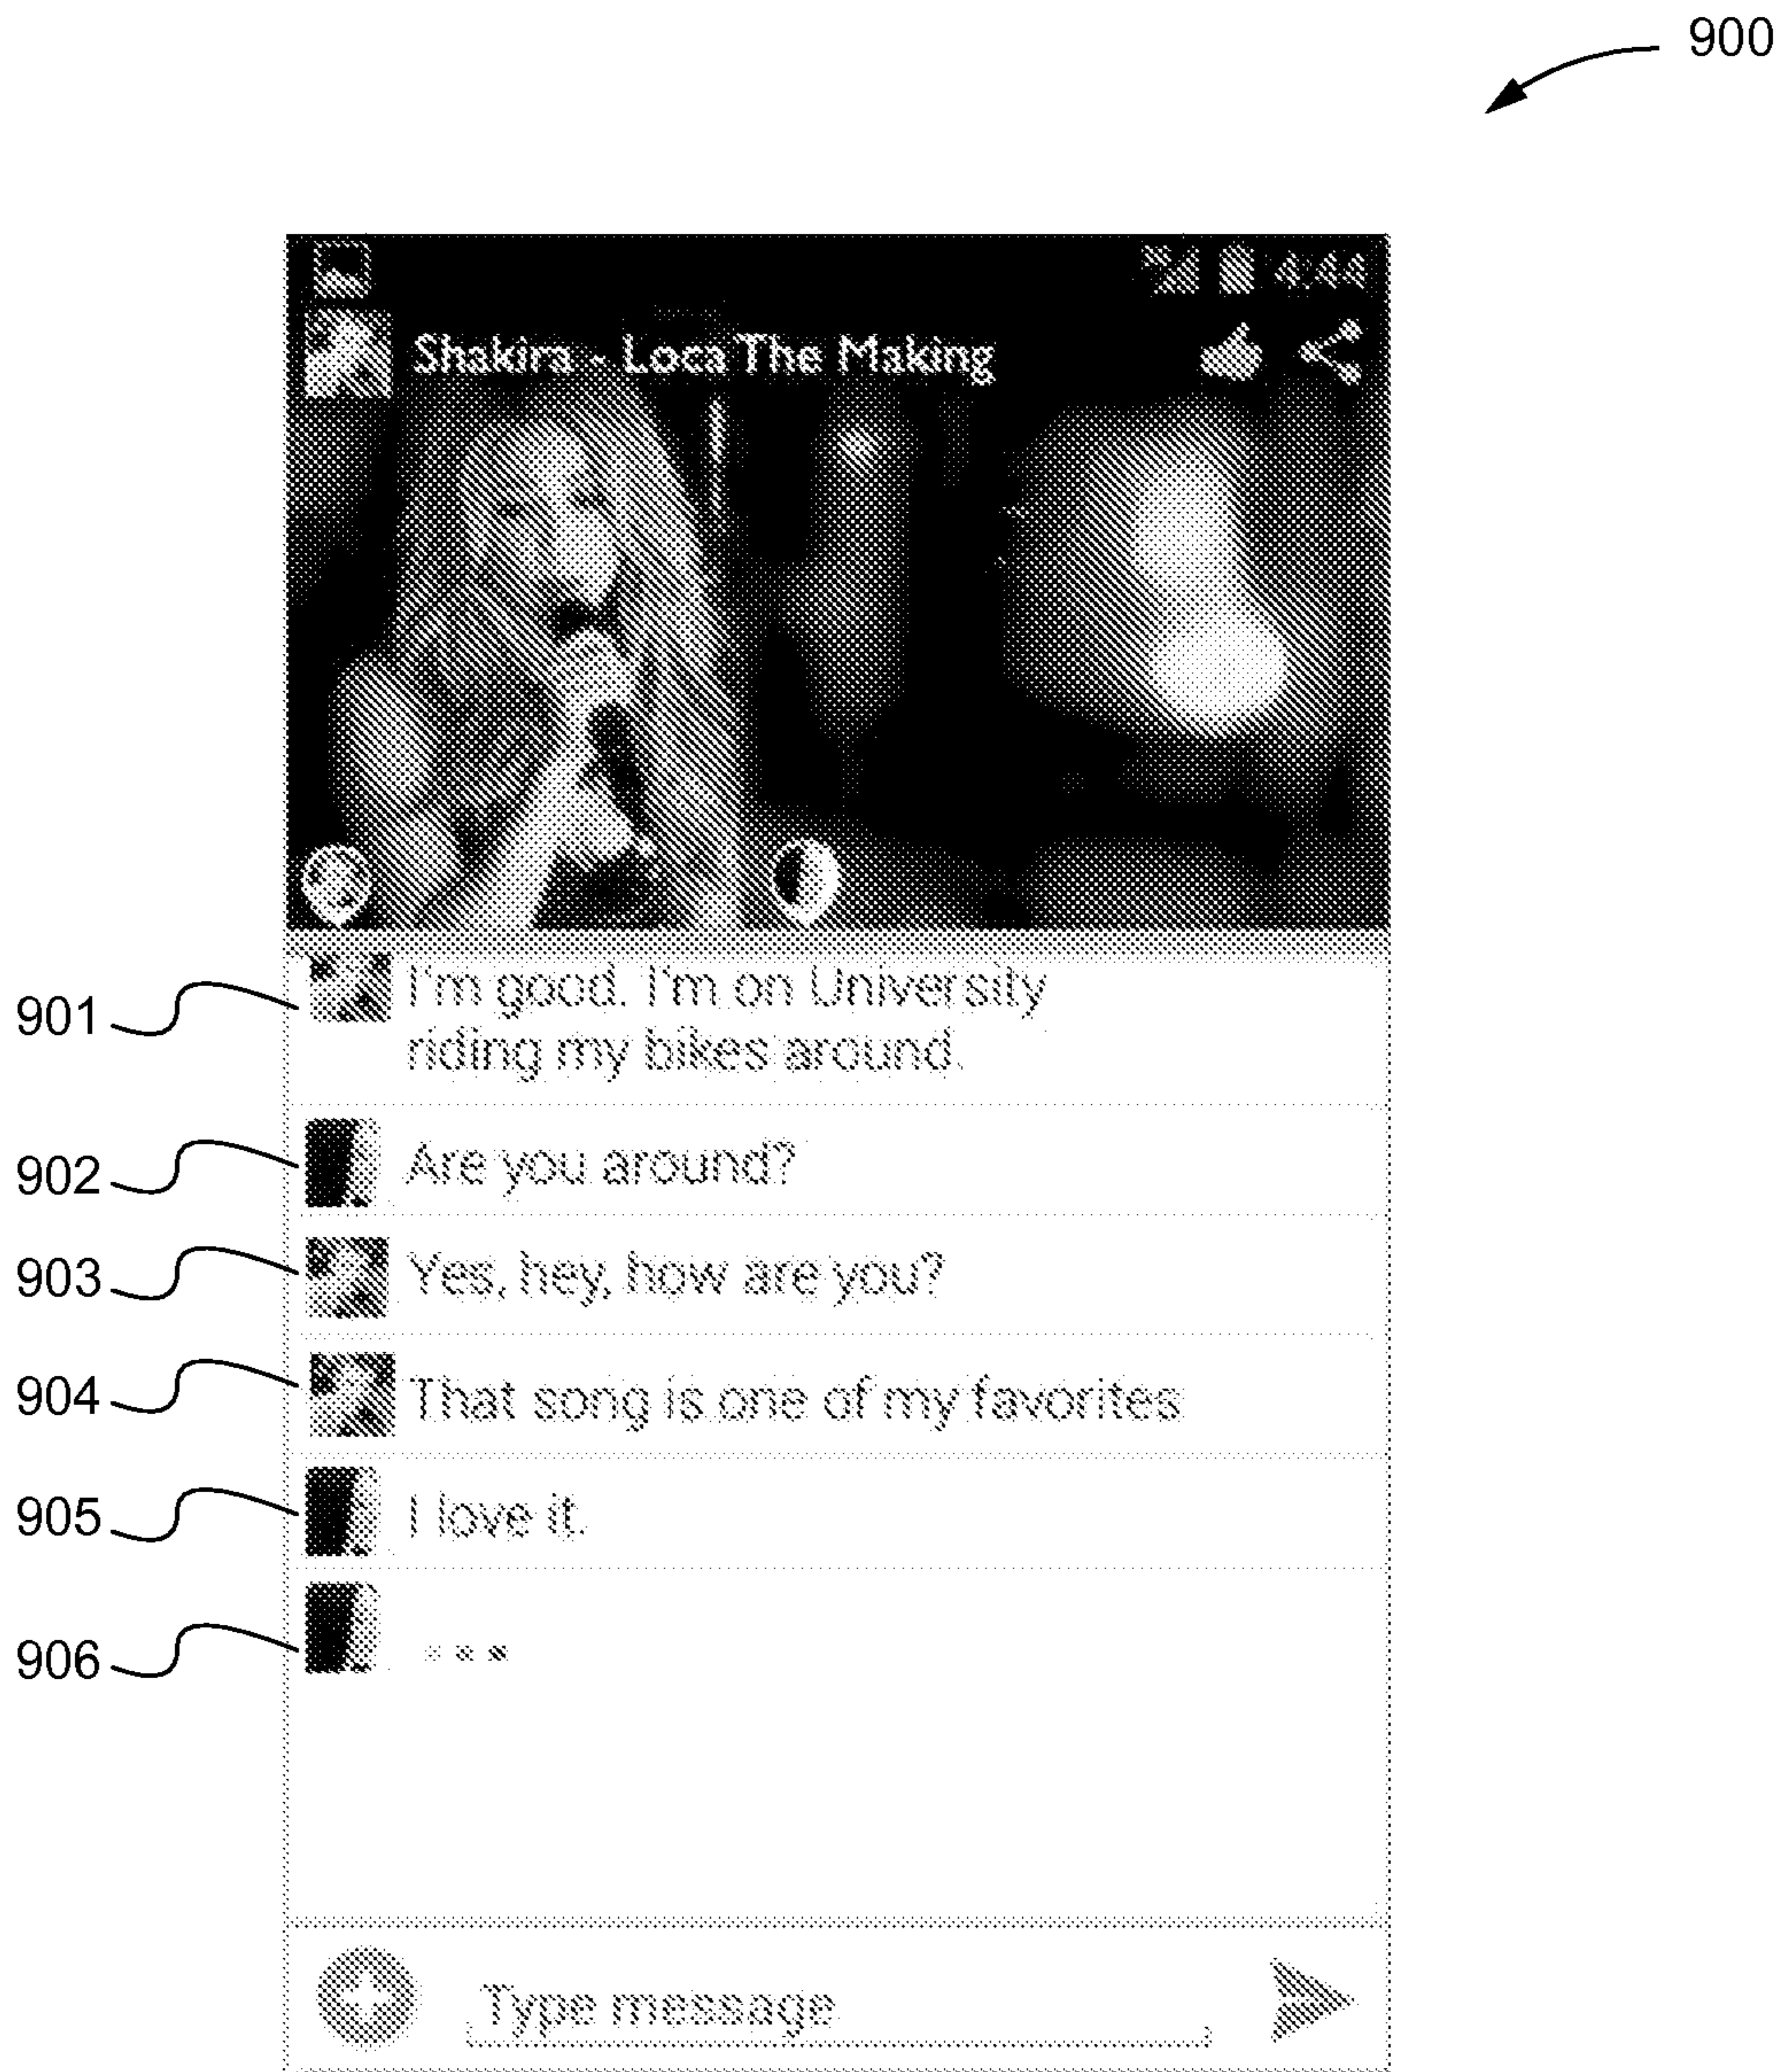 900
4:44
Shakira - Loca The Making
901
I'm good. I'm on University
riding my bikes around.
902
Are you around?
903
Yes, hey, how are you?
904
That song is one of my favorites
905
I love it.
906
...
Type message